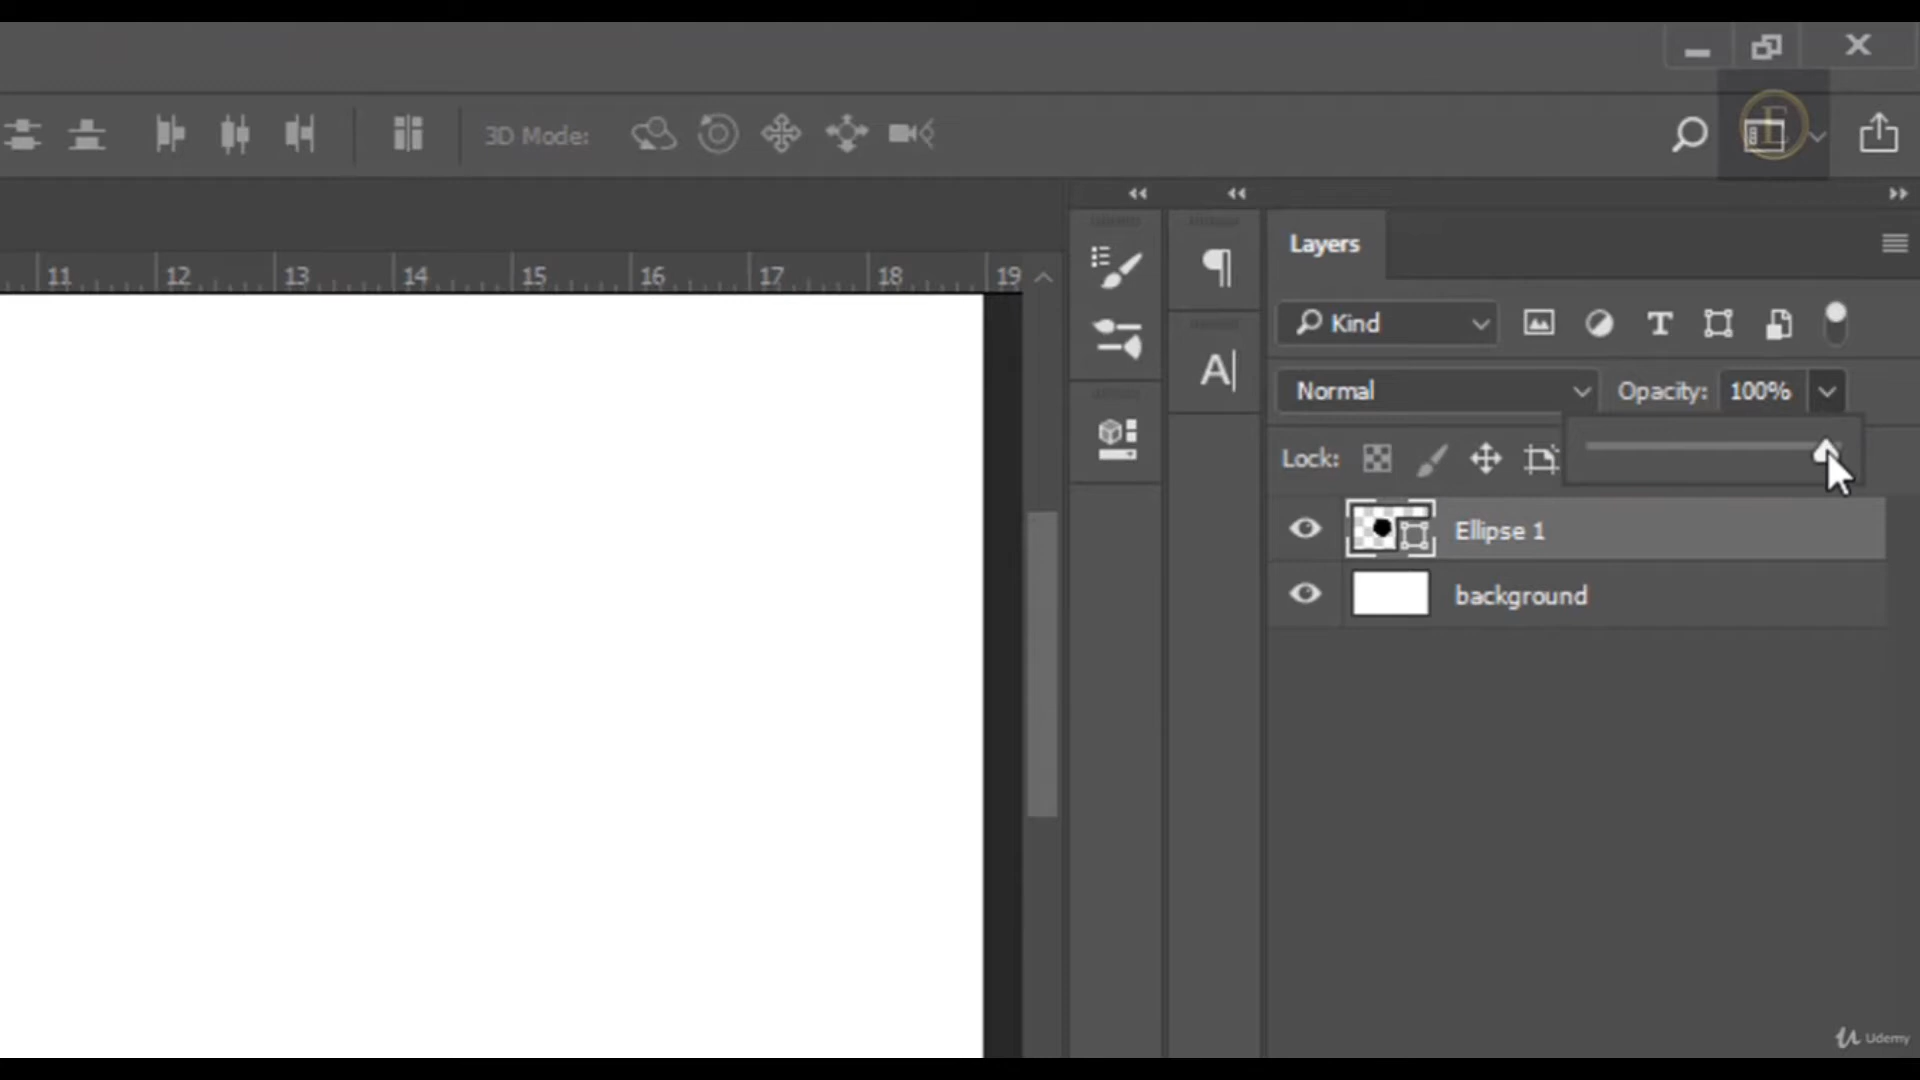 3D Mode:
E
11 12 13 14 15 16 17 18 19
Layers
Kind
Normal
Opacity: 100%
Lock:
Ellipse 1
background
Udemy